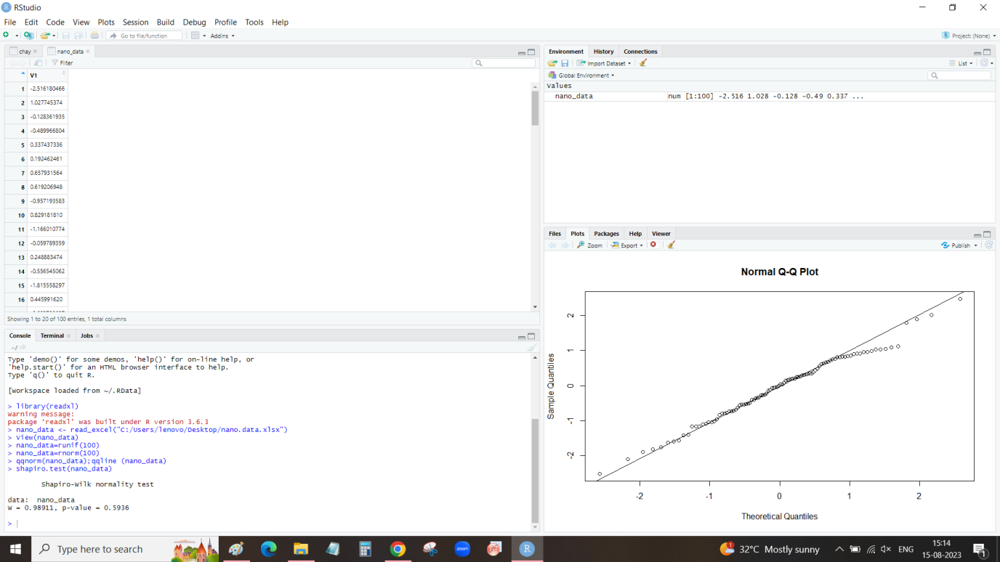 RStudio
File Edit Code View Plots Session Build Debug Profile Tools Help
Go to file/function Addins Project: (None)
chay nano_data
Filter
V1
1 -2.516180466
2 1.027745374
3 -0.128361935
4 -0.489966804
5 0.337437336
6 0.192462461
7 0.657931564
8 0.619206948
9 -0.957193583
10 0.829181810
11 -1.166010774
12 -0.059789359
13 0.248883474
14 -0.556545062
15 -1.815558297
16 0.445991620
Showing 1 to 20 of 100 entries, 1 total columns
Console Terminal Jobs
~/
Type 'demo()' for some demos, 'help()' for on-line help, or
'help.start()' for an HTML browser interface to help.
Type 'q()' to quit R.
[Workspace loaded from ~/.RData]
> library(readxl)
Warning message:
package 'readxl' was built under R version 3.6.3
> nano_data <- read_excel("C:/Users/lenovo/Desktop/nano.data.xlsx")
> View(nano_data)
> nano_data=runif(100)
> nano_data=rnorm(100)
> qqnorm(nano_data);qqline (nano_data)
> shapiro.test(nano_data)
Shapiro-Wilk normality test
data: nano_data
W = 0.98911, p-value = 0.5936
>
Environment History Connections
Import Dataset List
Global Environment
Values
nano_data num [1:100] -2.516 1.028 -0.128 -0.49 0.337 ...
Files Plots Packages Help Viewer
Zoom Export Publish
Normal Q-Q Plot
Sample Quantiles
2
1
0
-1
-2
-2 -1 0 1 2
Theoretical Quantiles
Type here to search
zoom
R
1
32°C Mostly sunny
ENG
15:14
15-08-2023
1